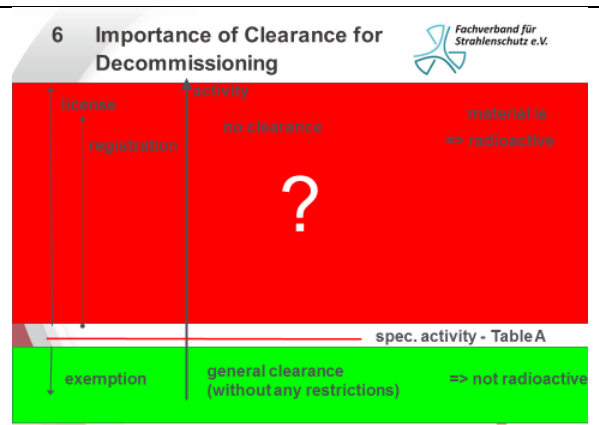 6 Importance of Clearance for
Decommissioning
Fachverband für
Strahlenschutz e.V.
activity
license
no clearance
material is
=> radioactive
registration
?
spec. activity - Table A
exemption
general clearance
(without any restrictions)
=> not radioactive